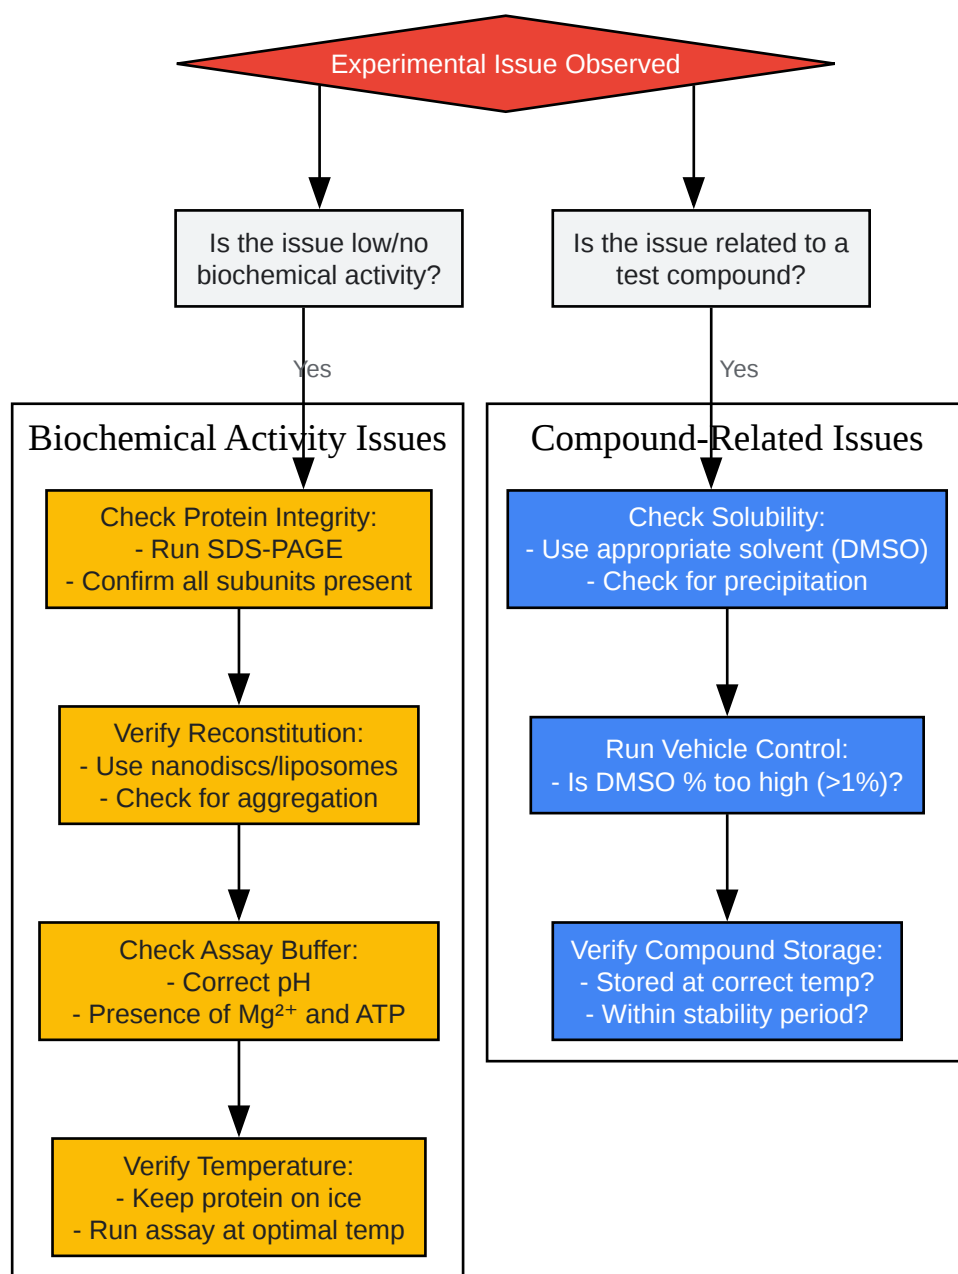 Experimental Issue Observed
Is the issue low/no
biochemical activity?
Is the issue related to a
test compound?
Yes
Yes
Biochemical Activity Issues
Check Protein Integrity:
- Run SDS-PAGE
- Confirm all subunits present
Verify Reconstitution:
- Use nanodiscs/liposomes
- Check for aggregation
Check Assay Buffer:
- Correct pH
- Presence of Mg²⁺ and ATP
Verify Temperature:
- Keep protein on ice
- Run assay at optimal temp
Compound-Related Issues
Check Solubility:
- Use appropriate solvent (DMSO)
- Check for precipitation
Run Vehicle Control:
- Is DMSO % too high (>1%)?
Verify Compound Storage:
- Stored at correct temp?
- Within stability period?